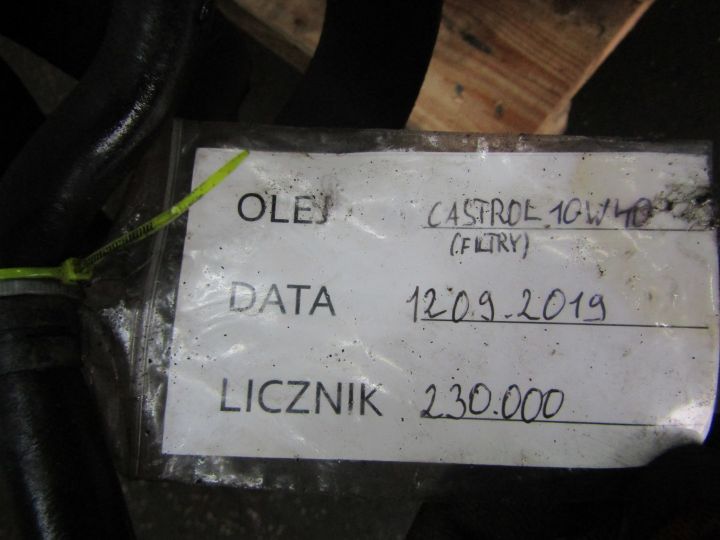 OLEJ CASTROL 10W40
(FILTRY)
DATA 12.09.2019
LICZNIK 230.000